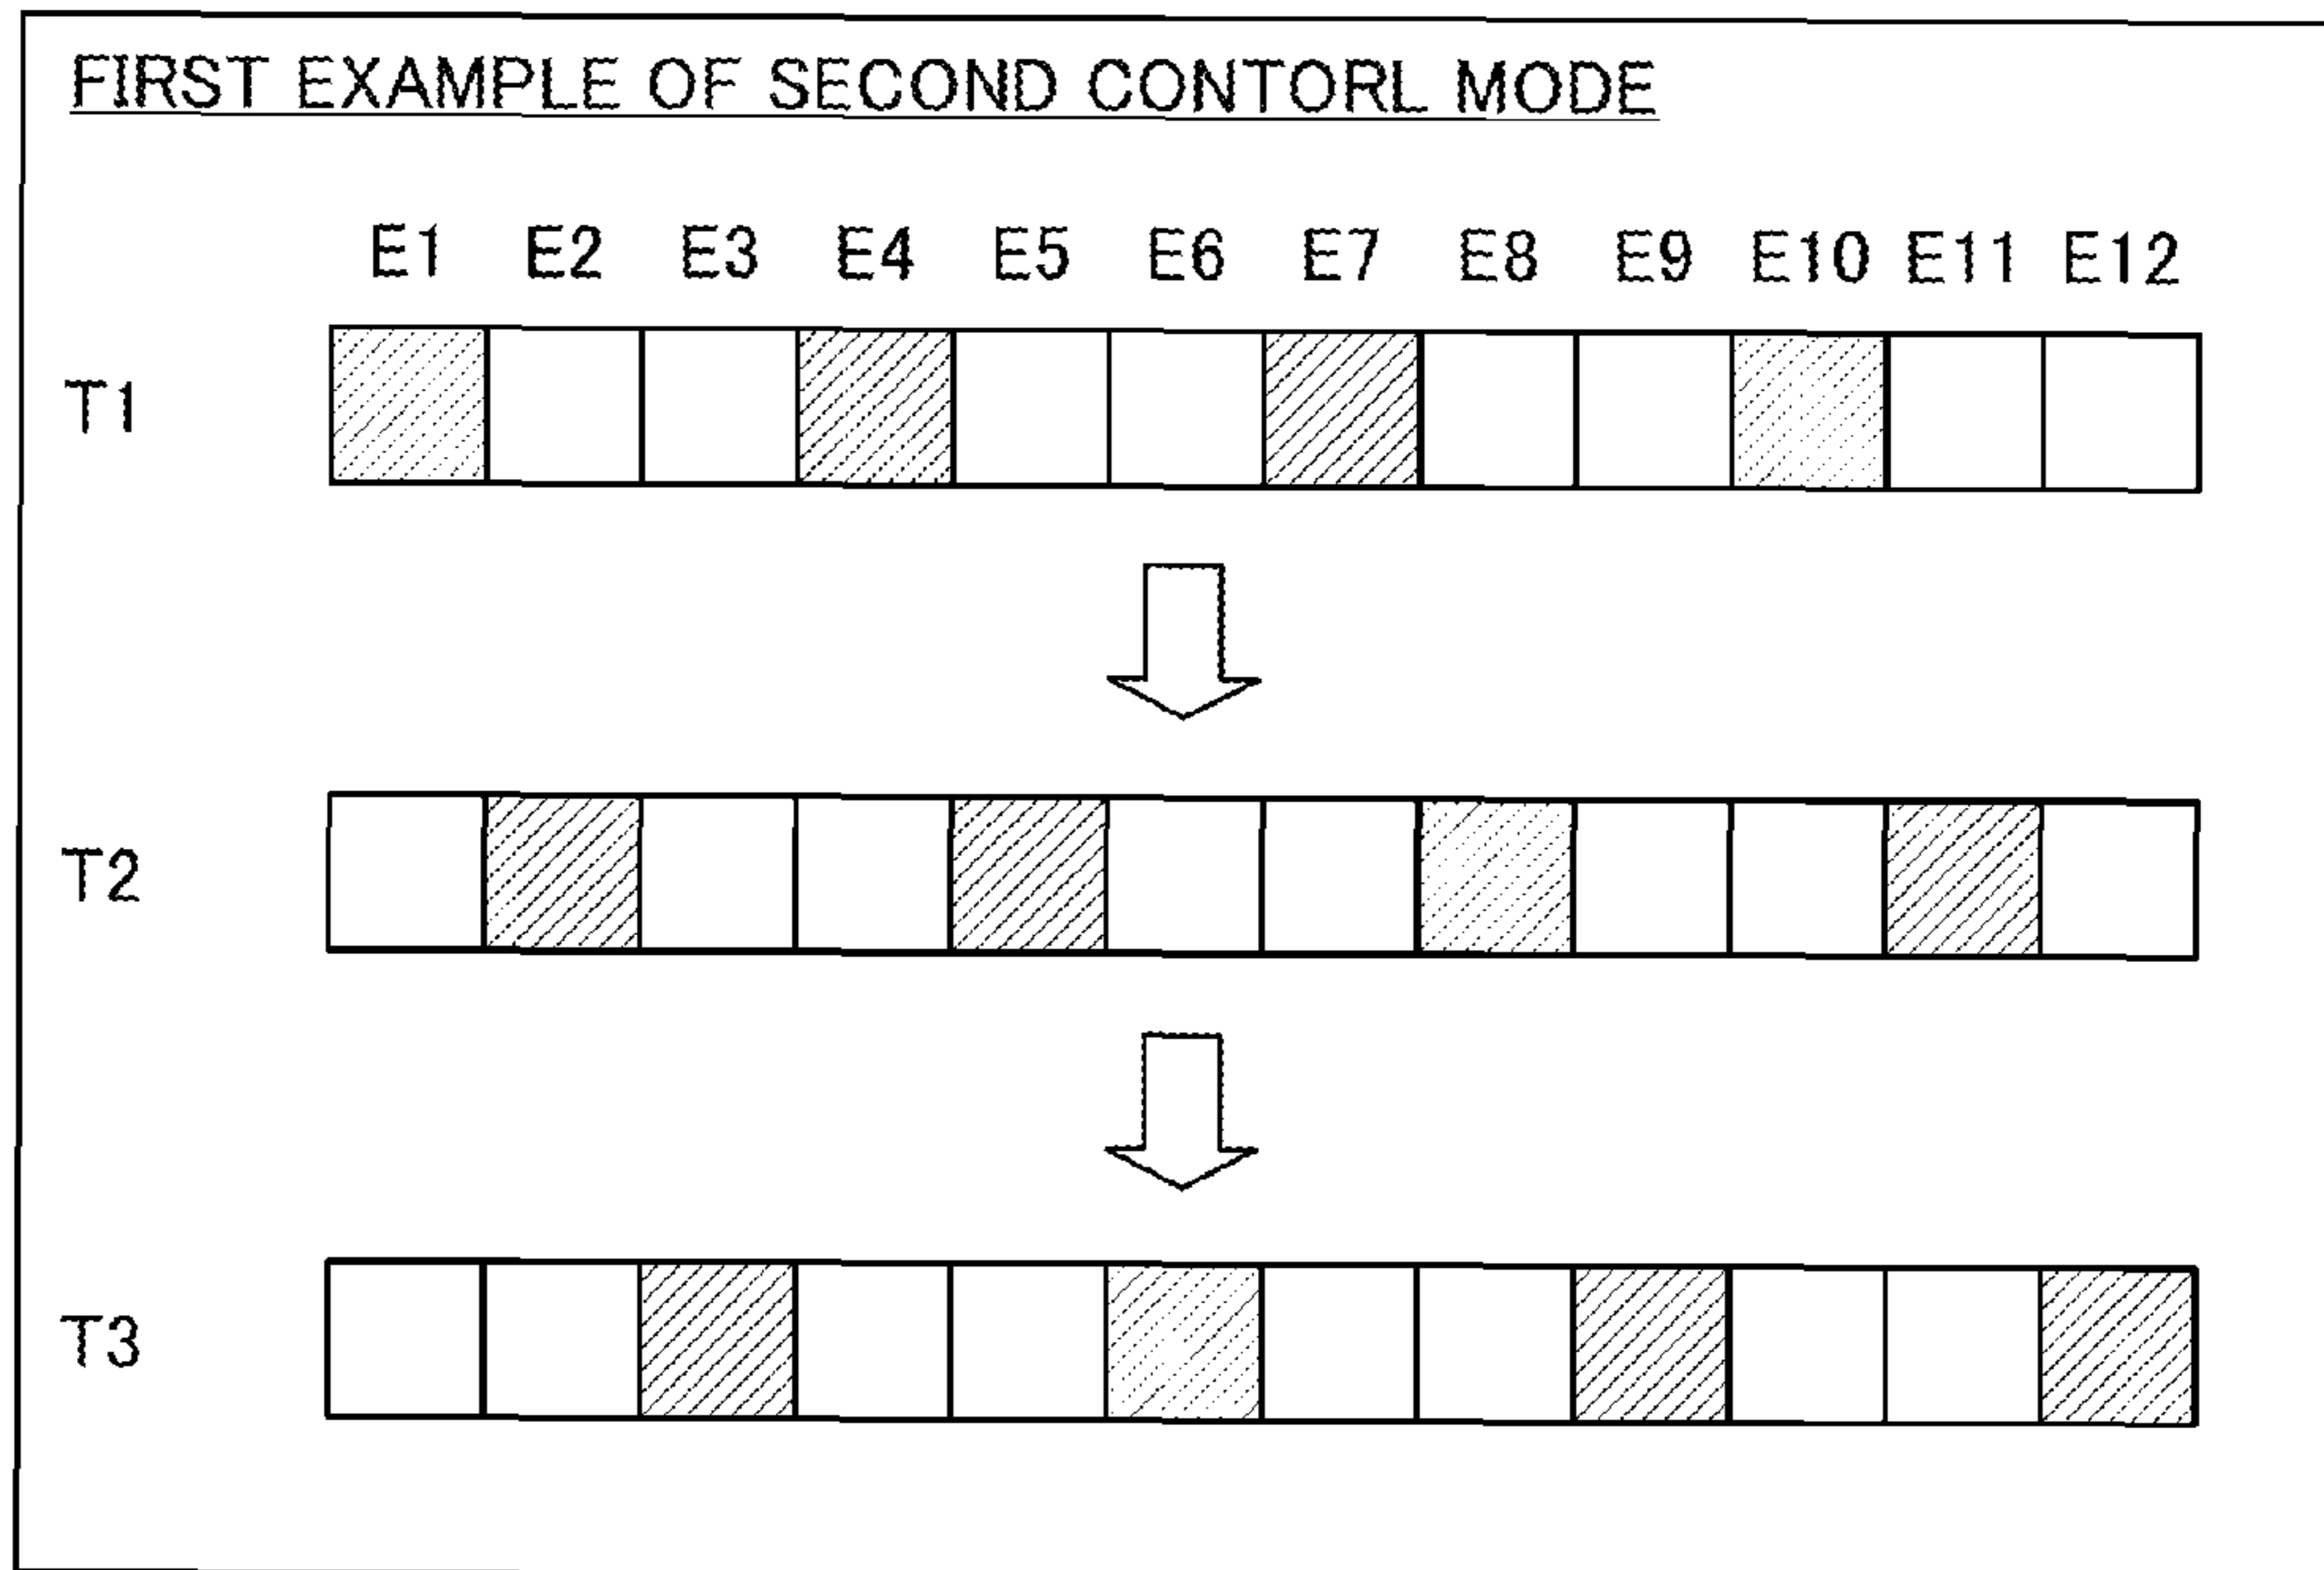 FIRST EXAMPLE OF SECOND CONTORL MODE
E1 E2 E3 E4 E5 E6 E7 E8 E9 E10 E11 E12
T1
T2
T3